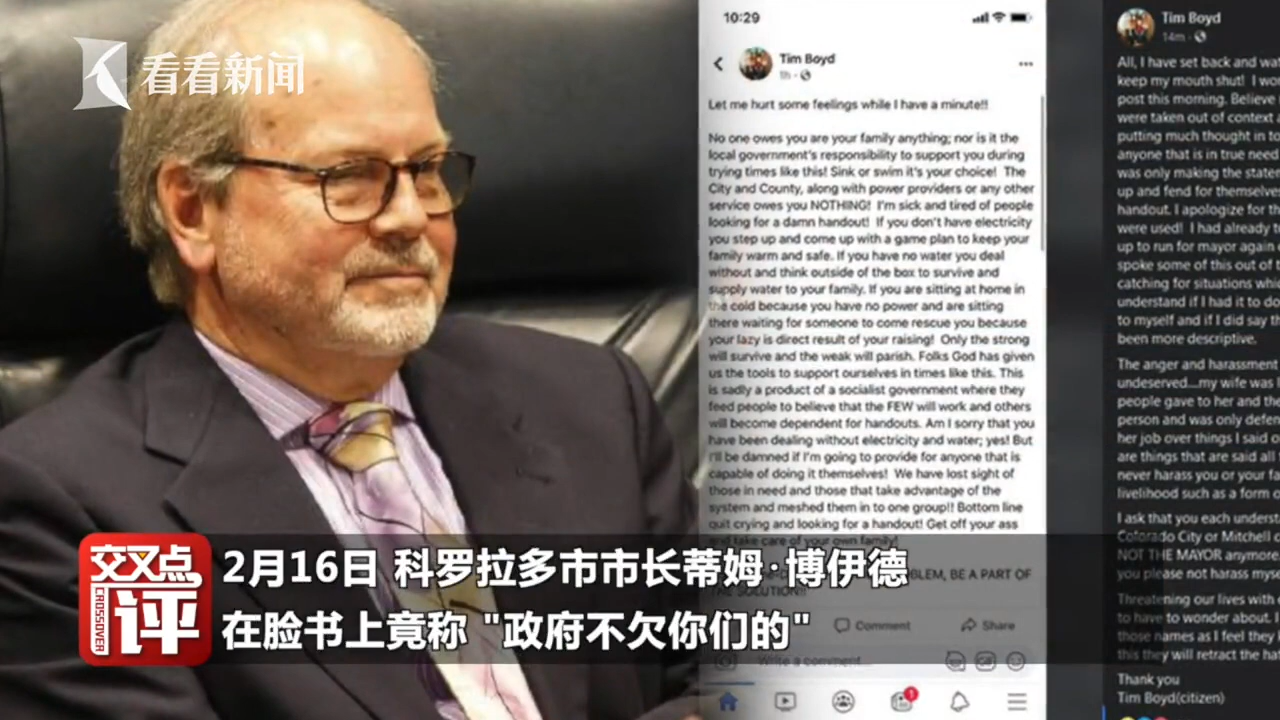 看看新闻
10:29
Tim Boyd
1h
Let me hurt some feelings while I have a minute!!
No one owes you are your family anything; nor is it the
local government's responsibility to support you during
trying times like this! Sink or swim it's your choice! The
City and County, along with power providers or any other
service owes you NOTHING! I'm sick and tired of people
looking for a damn handout! If you don't have electricity
you step up and come up with a game plan to keep your
family warm and safe. If you have no water you deal
without and think outside of the box to survive and
supply water to your family. If you are sitting at home in
the cold because you have no power and are sitting
there waiting for someone to come rescue you because
your lazy is direct result of your raising! Only the strong
will survive and the weak will parish. Folks God has given
us the tools to support ourselves in times like this. This
is sadly a product of a socialist government where they
feed people to believe that the FEW will work and others
will become dependent for handouts. Am I sorry that you
have been dealing without electricity and water; yes! But
I'll be damned if I'm going to provide for anyone that is
capable of doing it themselves! We have lost sight of
those in need and those that take advantage of the
system and meshed them in to one group!! Bottom line
quit crying and looking for a handout! Get off your ass
and take care of your own family!
BLEM, BE A PART OF
THE SOLUTION!!
Comment
Share
Write a comment...
GIF
1
Tim Boyd
14m
All, I have set back and wat
keep my mouth shut! I wo
post this morning. Believe
were taken out of context a
putting much thought in to
anyone that is in true need
was only making the staten
up and fend for themselve
handout. I apologize for th
were used! I had already t
up to run for mayor again
spoke some of this out of t
catching for situations whic
understand if I had it to do
to myself and if I did say th
been more descriptive.
The anger and harassment
undeserved....my wife was
people gave to her and the
person and was only defen
her job over things I said o
are things that are said all
never harass you or your fa
livelihood such as a form o
I ask that you each underst
Colorado City or Mitchell c
NOT THE MAYOR anymore
you please not harass myse
Threatening our lives with
to have to wonder about. I
those names as I feel they
this they will retract the hat
Thank you
Tim Boyd(citizen)
交叉点
评
CROSSOVER
2月16日 科罗拉多市市长蒂姆·博伊德
在脸书上竟称 "政府不欠你们的"